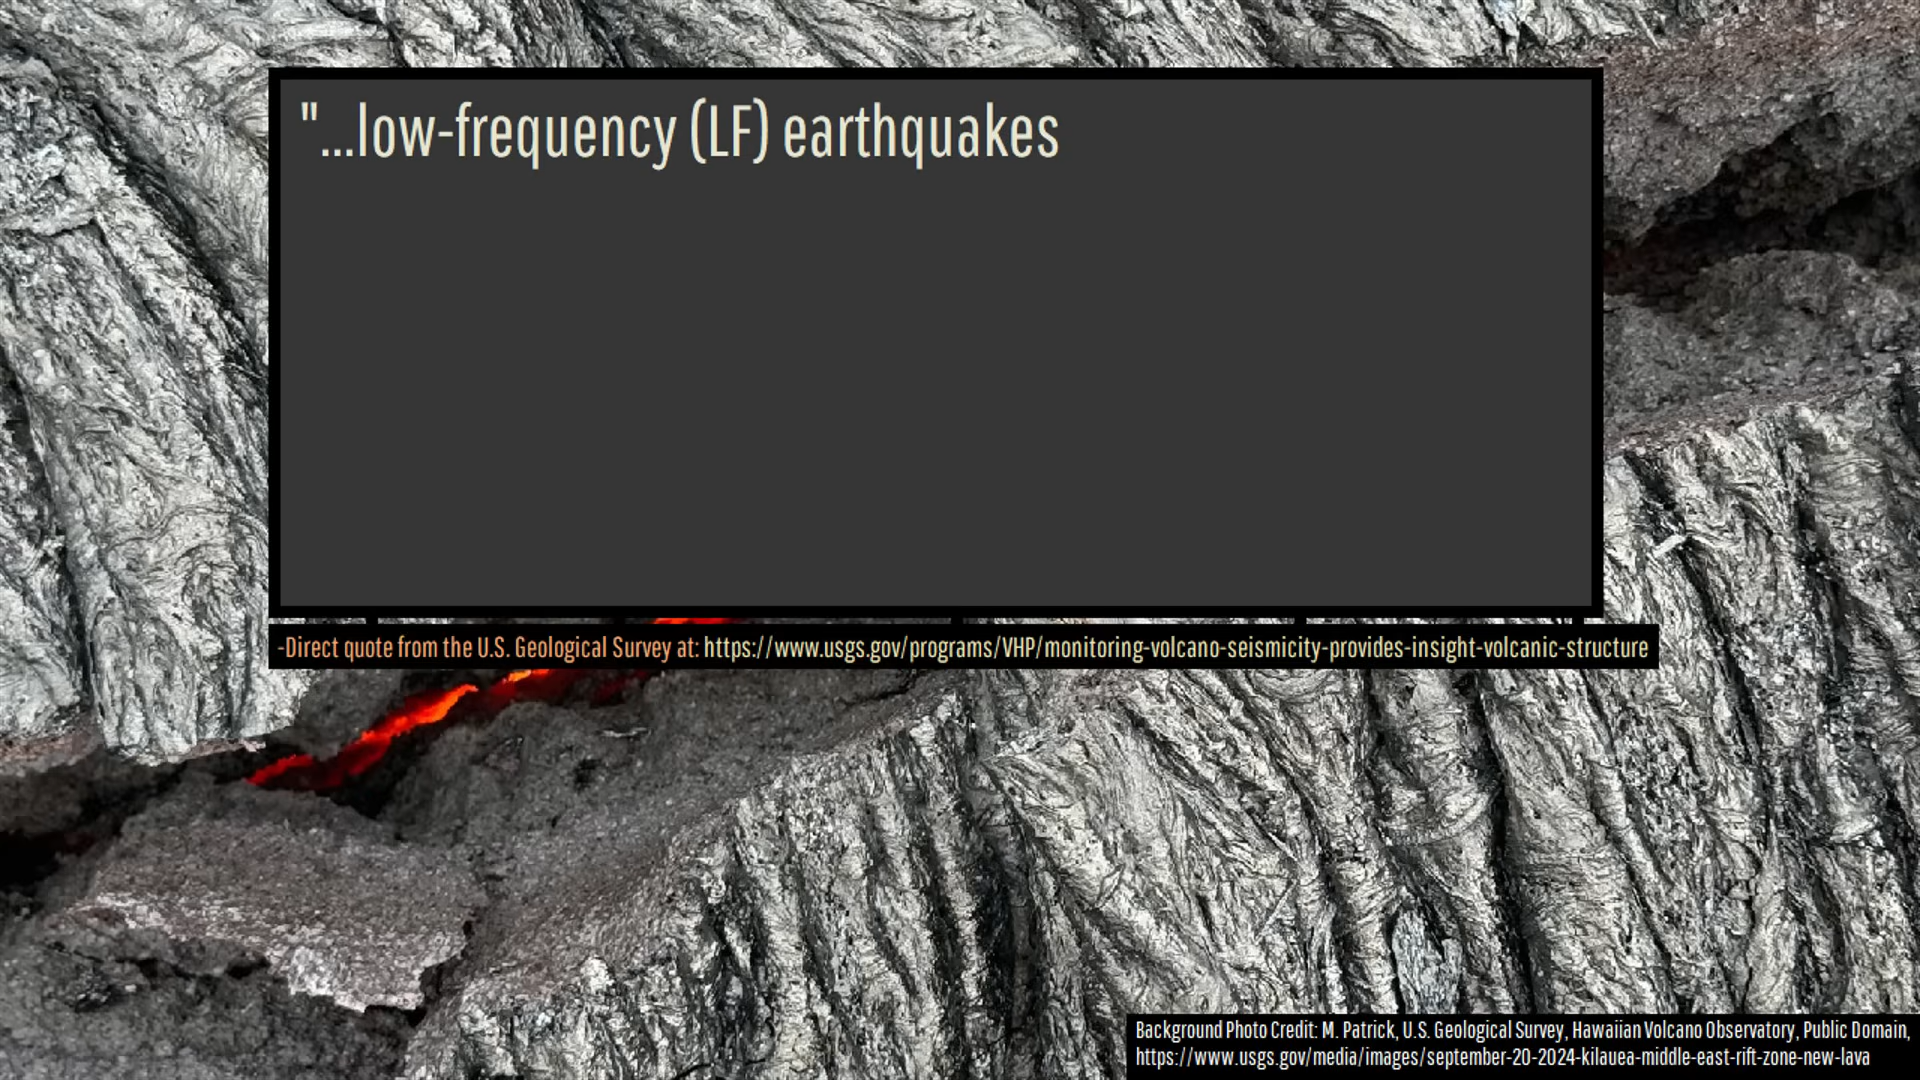 "...low-frequency (LF) earthquakes
-Direct quote from the U.S. Geological Survey at: https://www.usgs.gov/programs/VHP/monitoring-volcano-seismicity-provides-insight-volcanic-structure
Background Photo Credit: M. Patrick, U.S. Geological Survey, Hawaiian Volcano Observatory, Public Domain,
https://www.usgs.gov/media/images/september-20-2024-kilauea-middle-east-rift-zone-new-lava